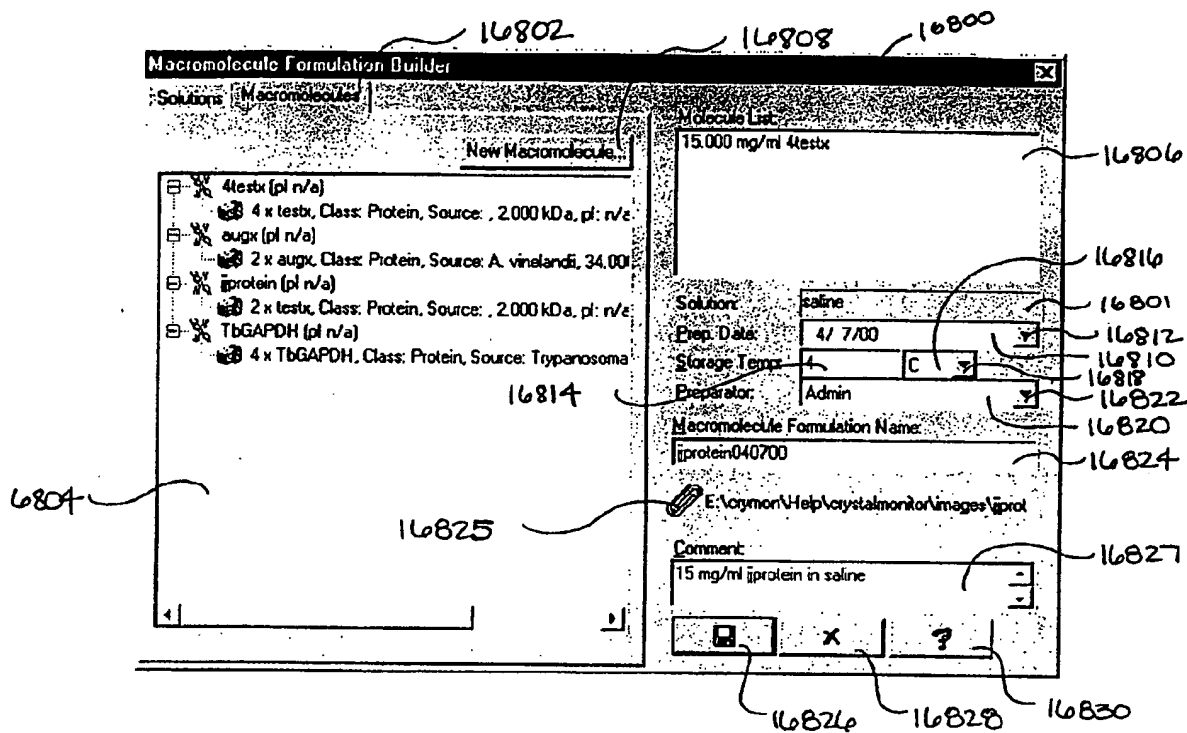 16802
16808
16800
Macromolecule Formulation Builder
Solutions Macromolecules
New Macromolecule...
4testx (pI n/a)
4 x testx, Class: Protein, Source: , 2.000 kDa, pI: n/a
augx (pI n/a)
2 x augx, Class: Protein, Source: A. vinelandii, 34.00
jjprotein (pI n/a)
2 x testx, Class: Protein, Source: , 2.000 kDa, pI: n/a
TbGAPDH (pI n/a)
4 x TbGAPDH, Class: Protein, Source: Trypanosoma
16814
6804
16825
Molecule List:
15.000 mg/ml 4testx
16806
16816
Solution: saline
16801
Prep. Date: 4/ 7/00
16812
16810
Storage Temp: 4 C
16818
Preparator: Admin
16822
16820
Macromolecule Formulation Name:
jjprotein040700
16824
E:\crymon\Help\crystalmonitor\images\jjprot
Comment:
16827
15 mg/ml jjprotein in saline
X ?
16826
16828
16830